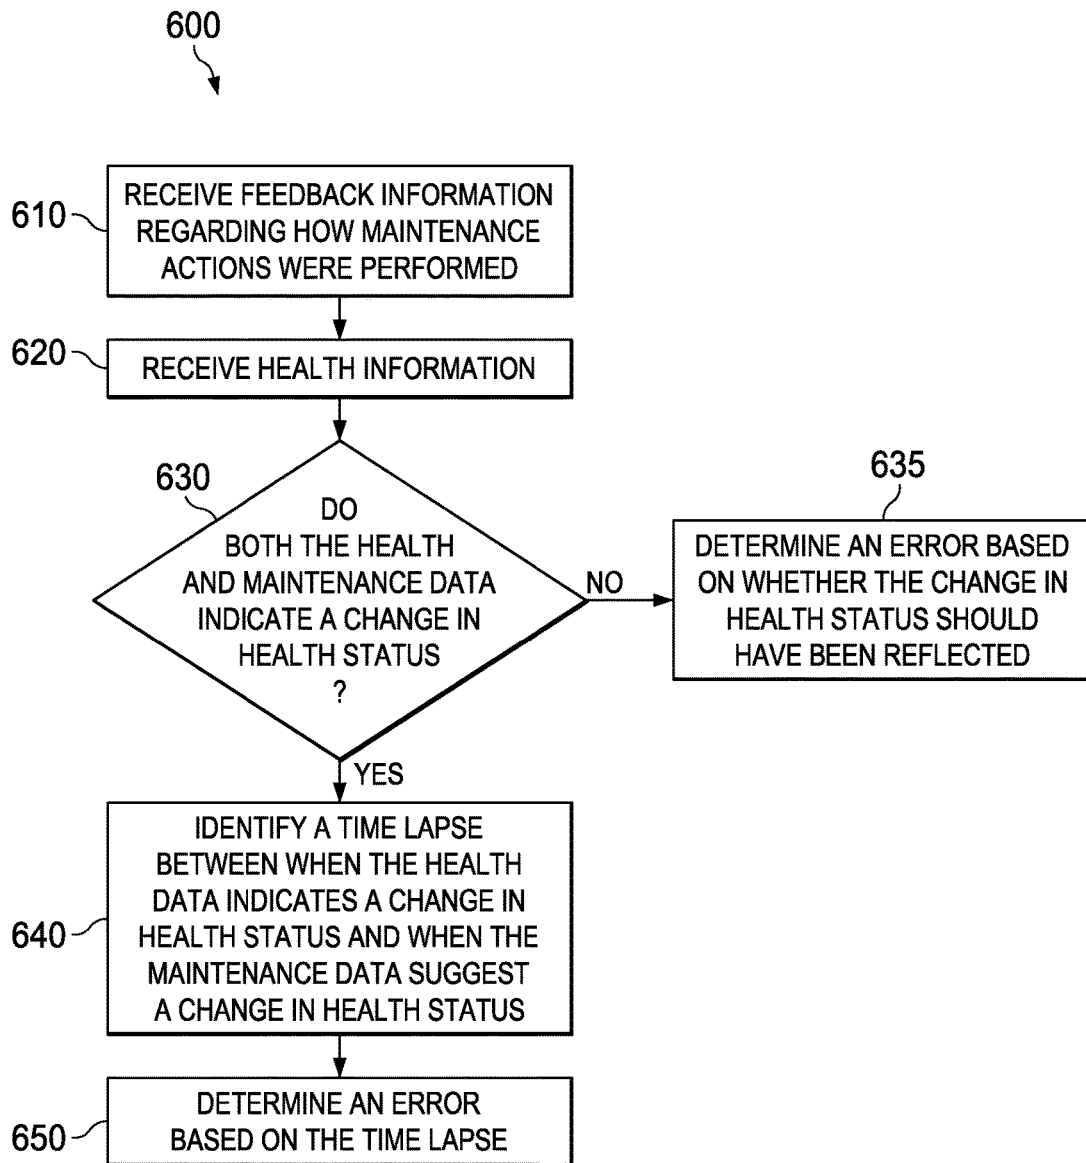 600
610
RECEIVE FEEDBACK INFORMATION
REGARDING HOW MAINTENANCE
ACTIONS WERE PERFORMED
620
RECEIVE HEALTH INFORMATION
630
DO
BOTH THE HEALTH
AND MAINTENANCE DATA
INDICATE A CHANGE IN
HEALTH STATUS
?
NO
635
DETERMINE AN ERROR BASED
ON WHETHER THE CHANGE IN
HEALTH STATUS SHOULD
HAVE BEEN REFLECTED
YES
640
IDENTIFY A TIME LAPSE
BETWEEN WHEN THE HEALTH
DATA INDICATES A CHANGE IN
HEALTH STATUS AND WHEN THE
MAINTENANCE DATA SUGGEST
A CHANGE IN HEALTH STATUS
650
DETERMINE AN ERROR
BASED ON THE TIME LAPSE